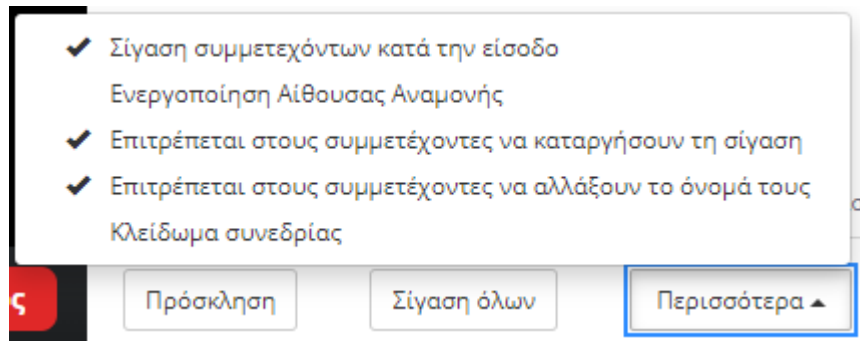 Σίγαση συμμετεχόντων κατά την είσοδο
Ενεργοποίηση Αίθουσας Αναμονής
Επιτρέπεται στους συμμετέχοντες να καταργήσουν τη σίγαση
Επιτρέπεται στους συμμετέχοντες να αλλάξουν το όνομά τους
Κλείδωμα συνεδρίας
Πρόσκληση Σίγαση όλων Περισσότερα